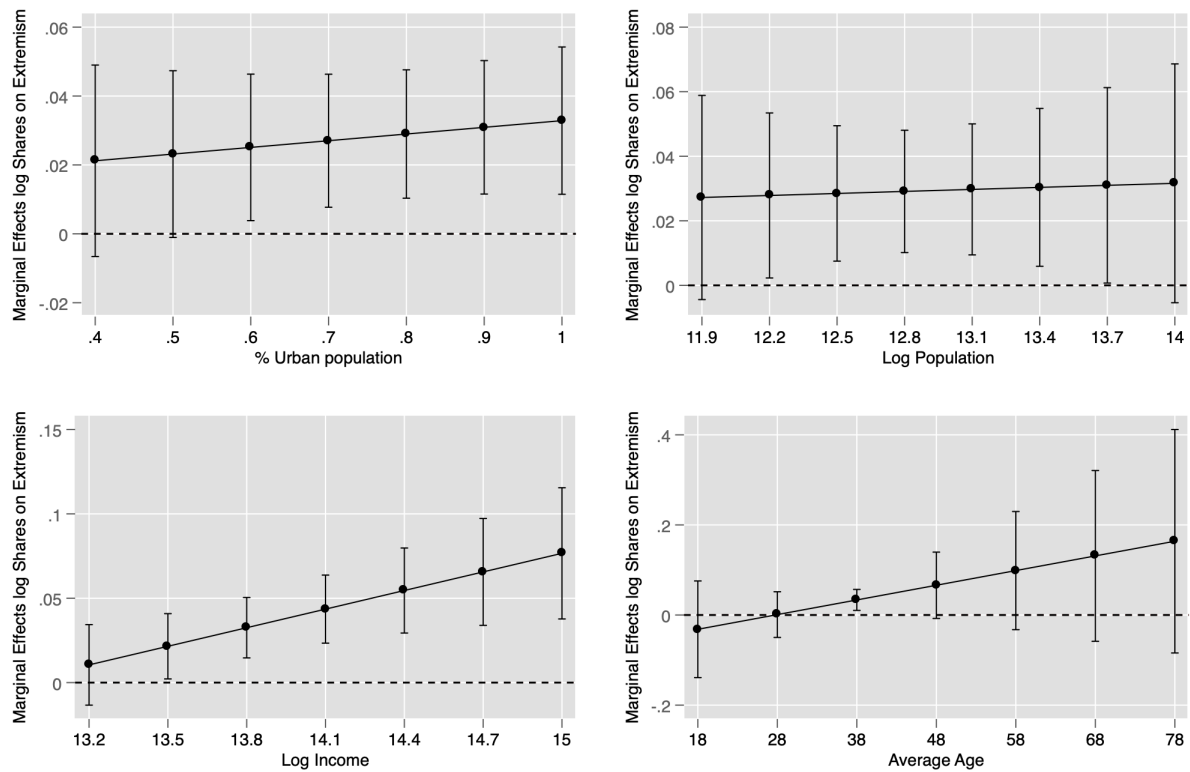 Marginal Effects log Shares on Extremism
.06
.04
.02
0
-.02
.4 .5 .6 .7 .8 .9 1
% Urban population
Marginal Effects log Shares on Extremism
.08
.06
.04
.02
0
11.9 12.2 12.5 12.8 13.1 13.4 13.7 14
Log Population
Marginal Effects log Shares on Extremism
.15
.1
.05
0
13.2 13.5 13.8 14.1 14.4 14.7 15
Log Income
Marginal Effects log Shares on Extremism
.4
.2
0
-.2
18 28 38 48 58 68 78
Average Age